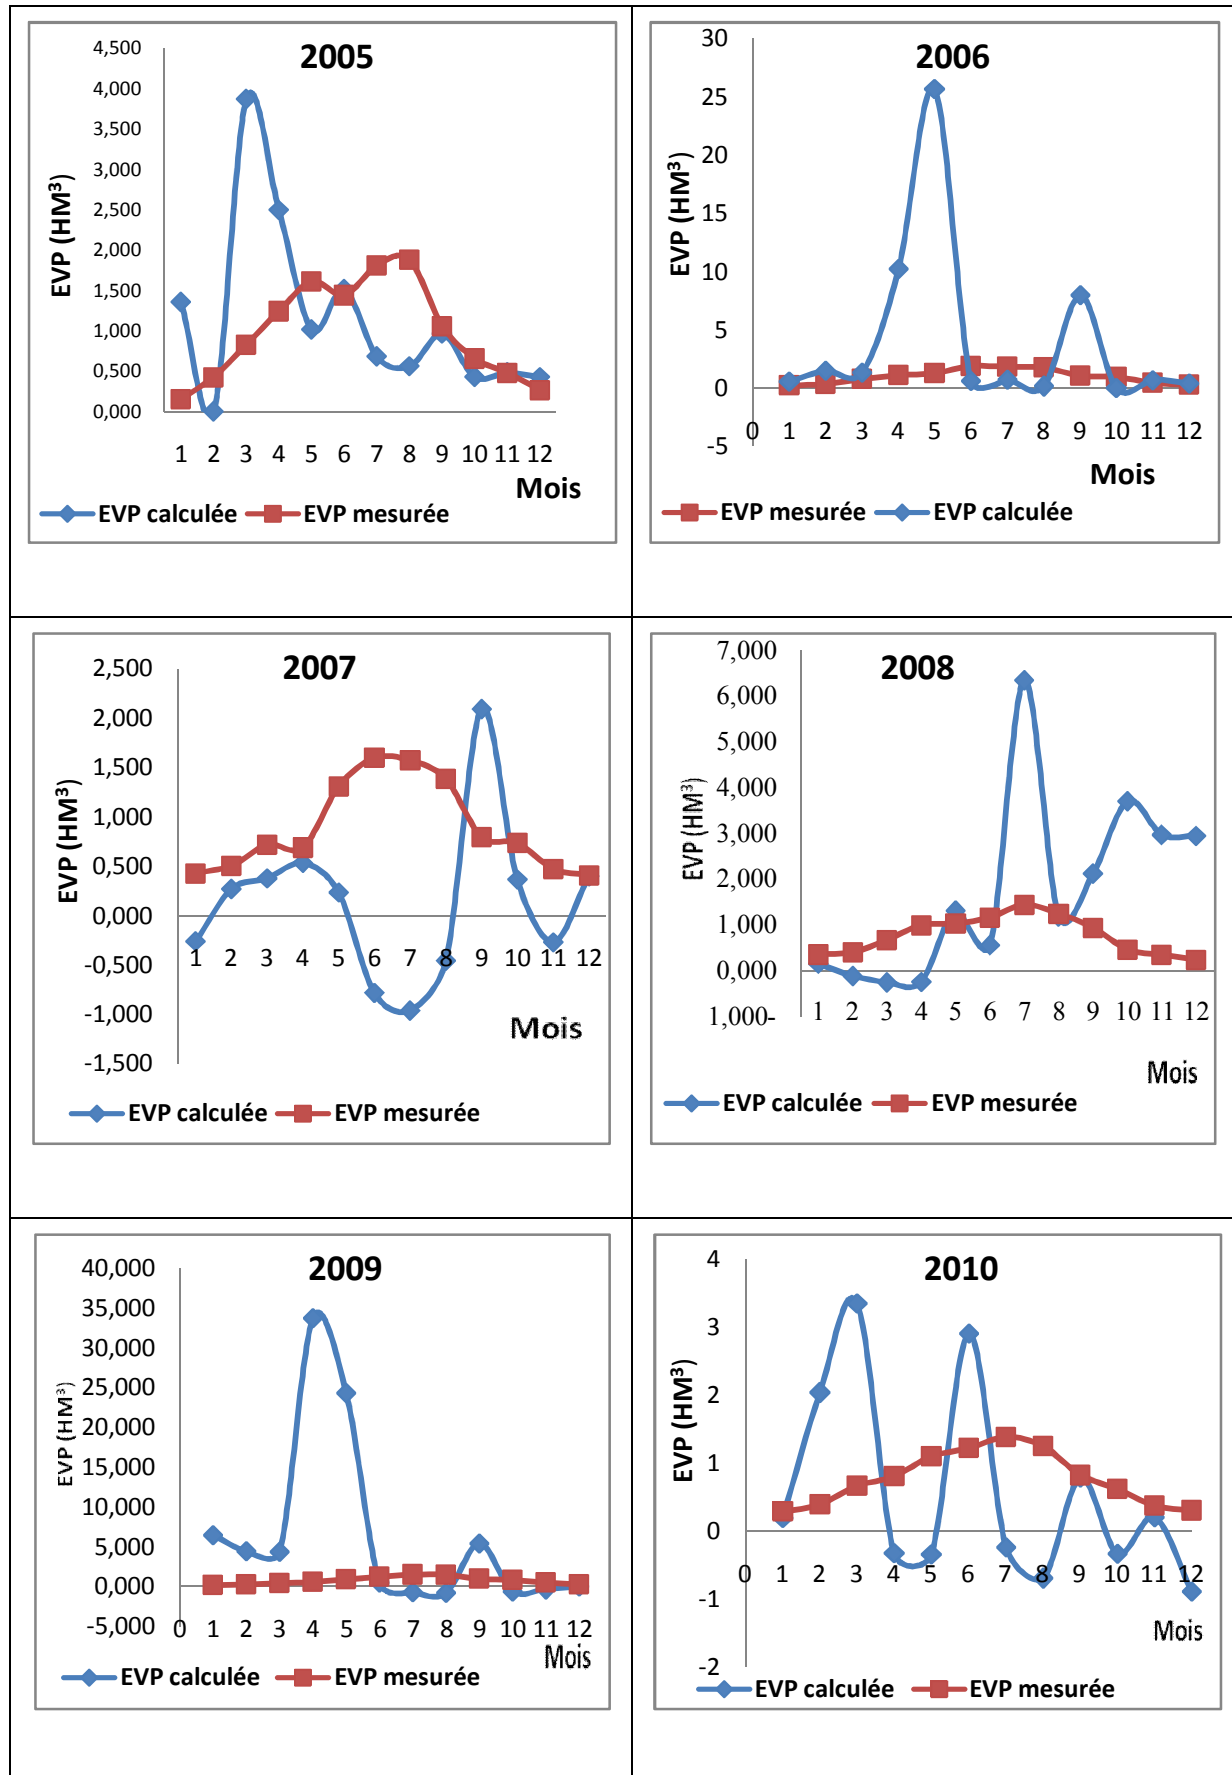 2005
EVP (HM³)
4,500
4,000
3,500
3,000
2,500
2,000
1,500
1,000
0,500
0,000
1 2 3 4 5 6 7 8 9 10 11 12
Mois
EVP calculée EVP mesurée
2006
EVP (HM³)
30
25
20
15
10
5
0
-5
0 1 2 3 4 5 6 7 8 9 10 11 12
Mois
EVP mesurée EVP calculée
2007
EVP (HM³)
2,500
2,000
1,500
1,000
0,500
0,000
-0,500
-1,000
-1,500
1 2 3 4 5 6 7 8 9 10 11 12
Mois
EVP calculée EVP mesurée
2008
EVP (HM³)
7,000
6,000
5,000
4,000
3,000
2,000
1,000
0,000
1,000-
1 2 3 4 5 6 7 8 9 10 11 12
Mois
EVP calculée EVP mesurée
2009
EVP (HM³)
40,000
35,000
30,000
25,000
20,000
15,000
10,000
5,000
0,000
-5,000
0 1 2 3 4 5 6 7 8 9 10 11 12
Mois
EVP calculée EVP mesurée
2010
EVP (HM³)
4
3
2
1
0
-1
-2
0 1 2 3 4 5 6 7 8 9 10 11 12
Mois
EVP calculée EVP mesurée